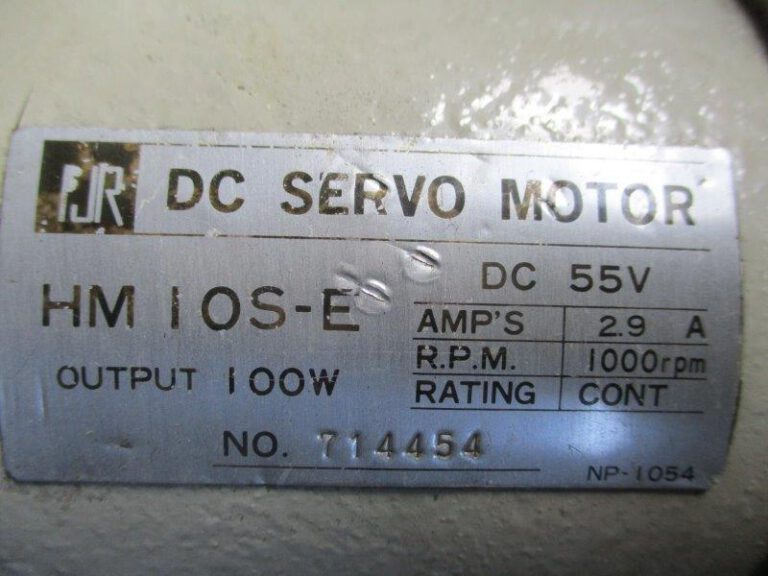 PJR DC SERVO MOTOR
HM 10S-E
DC 55V
AMP'S 2.9 A
R.P.M. 1000rpm
OUTPUT 100W
RATING CONT
NO. 714454
NP-1054